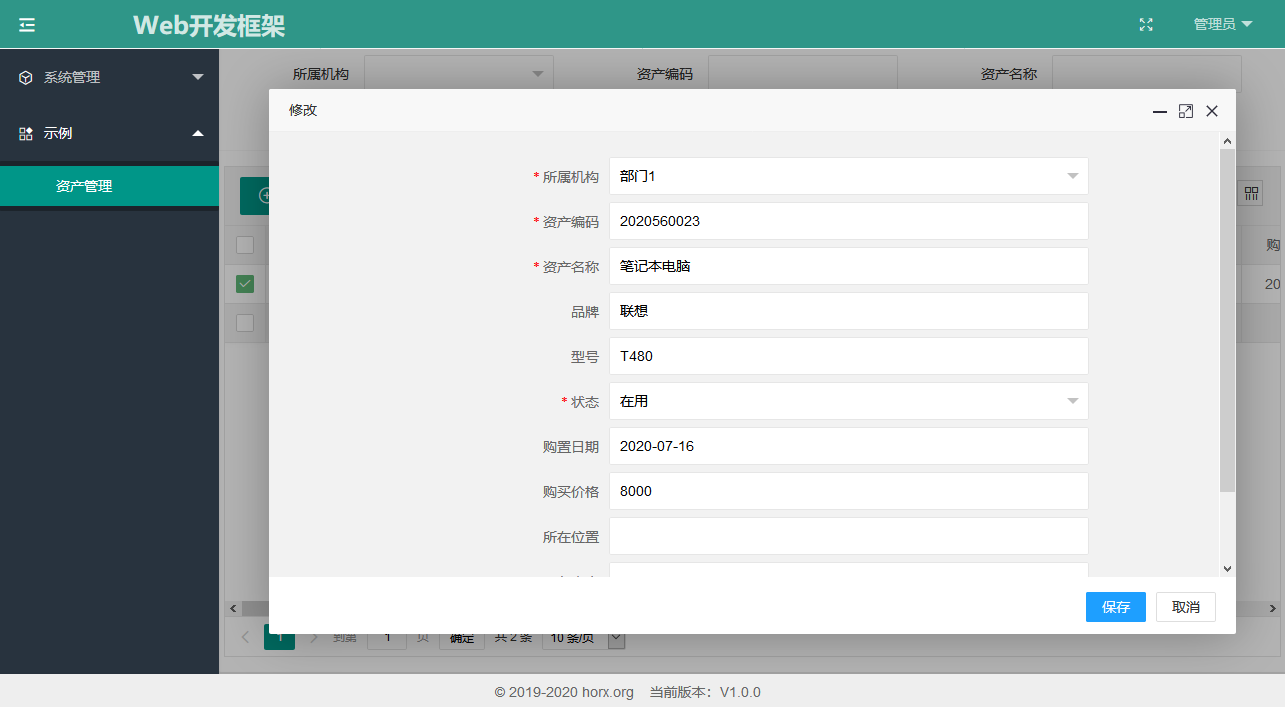 Web开发框架
管理员
系统管理
示例
资产管理
所属机构 资产编码 资产名称
修改
* 所属机构 部门1
* 资产编码 2020560023
* 资产名称 笔记本电脑
品牌 联想
型号 T480
* 状态 在用
购置日期 2020-07-16
购买价格 8000
所在位置
保存 取消
购
20
1 到第 1 页 确定 共 2 条 10 条/页
© 2019-2020 horx.org 当前版本：V1.0.0